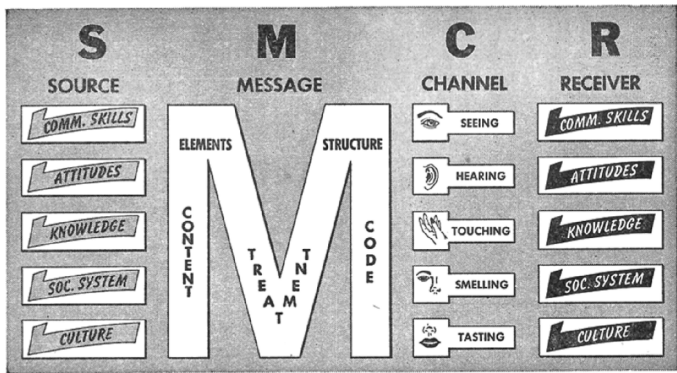 S M C R
SOURCE MESSAGE CHANNEL RECEIVER
COMM. SKILLS
ATTITUDES
KNOWLEDGE
SOC. SYSTEM
CULTURE
M
ELEMENTS STRUCTURE
CONTENT
TREATMENT
CODE
SEEING
HEARING
TOUCHING
SMELLING
TASTING
COMM. SKILLS
ATTITUDES
KNOWLEDGE
SOC. SYSTEM
CULTURE